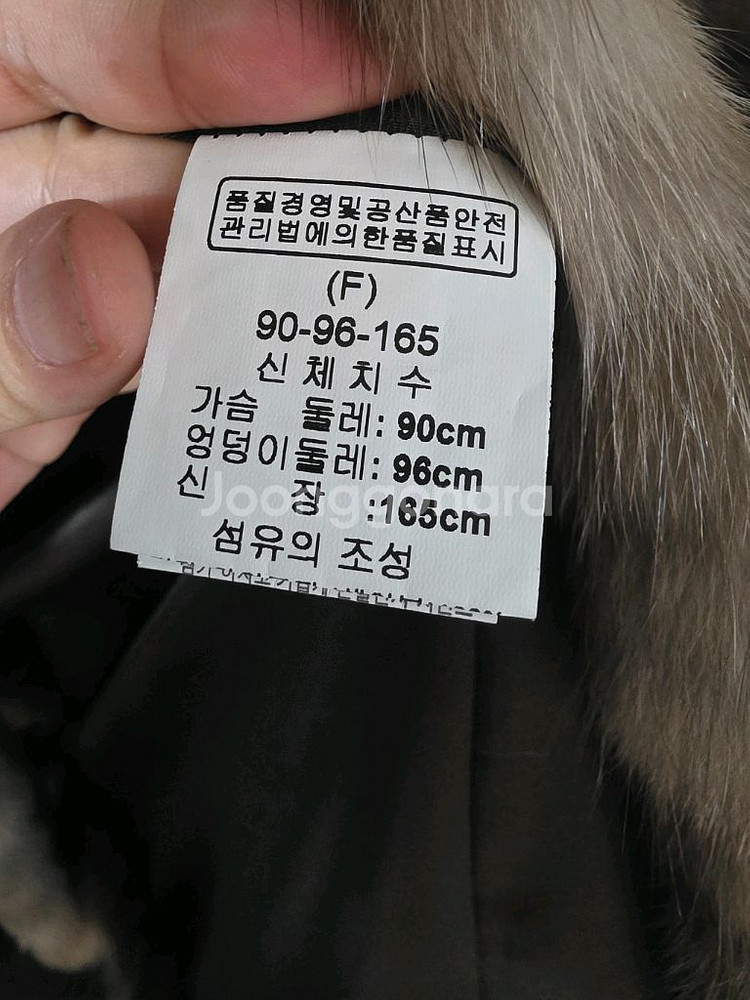 품질경영및공산품안전
관리법에의한품질표시
(F)
90-96-165
신 체 치 수
가슴 둘레: 90cm
엉덩이둘레: 96cm
신 장 :165cm
Joonggonara
섬유의 조성